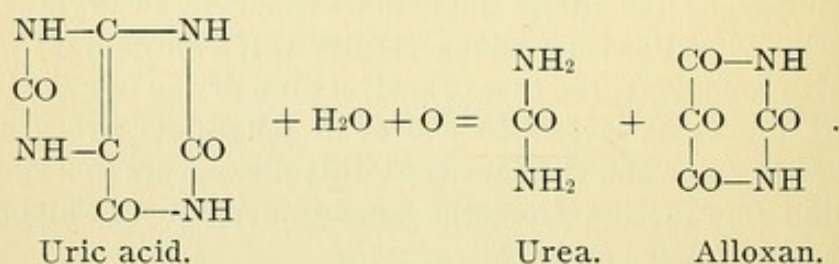 NH—C——NH
CO
NH—C CO
CO—-NH
Uric acid.
+ H₂O + O =
NH₂
CO
NH₂
Urea.
+
CO—NH
CO CO
CO—NH
Alloxan.
.